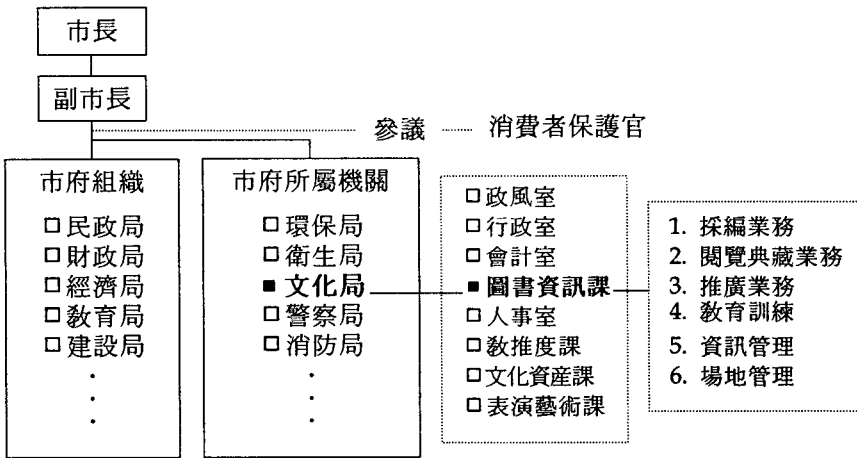 市長
副市長
參議 消費者保護官
市府組織
□民政局
□財政局
□經濟局
□教育局
□建設局
市府所屬機關
□環保局
□衛生局
■文化局
□警察局
□消防局
□政風室
□行政室
□會計室
■圖書資訊課
□人事室
□教推度課
□文化資產課
□表演藝術課
1. 採編業務
2. 閱覽典藏業務
3. 推廣業務
4. 教育訓練
5. 資訊管理
6. 場地管理